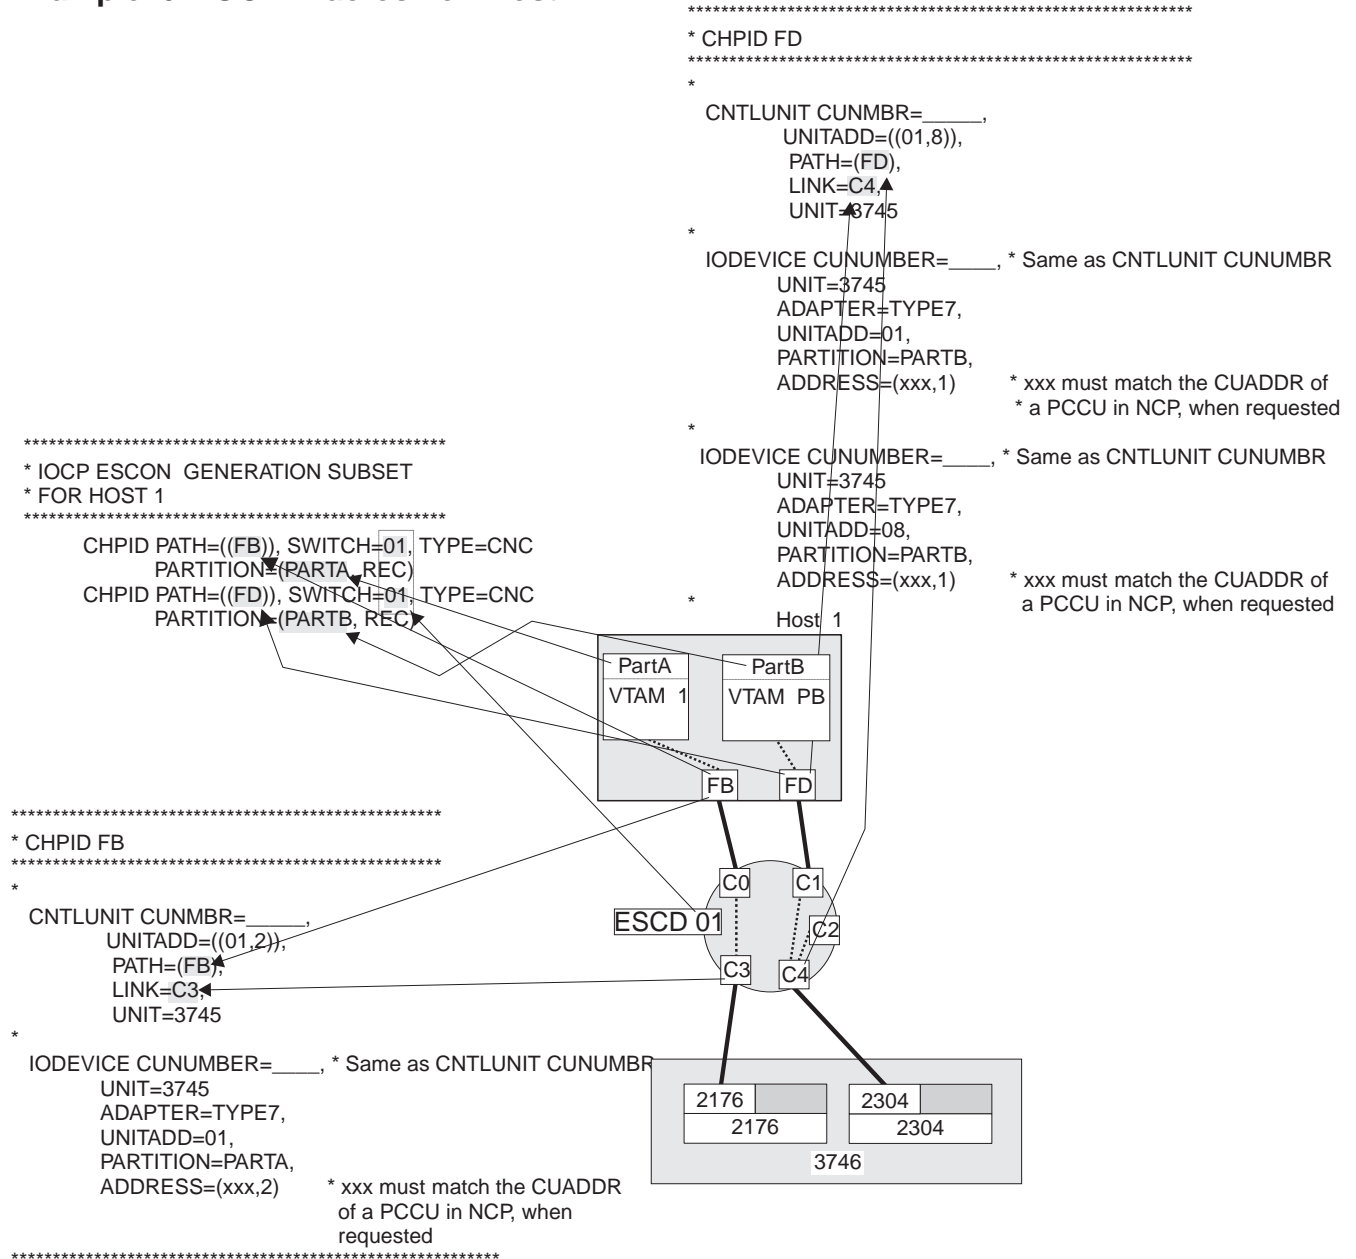 ************************************************************
* CHPID FD
************************************************************
*
CNTLUNIT CUNMBR=_____,
UNITADD=((01,8)),
PATH=(FD),
LINK=C4,
UNIT=3745
*
IODEVICE CUNUMBER=____, * Same as CNTLUNIT CUNUMBR
UNIT=3745
ADAPTER=TYPE7,
UNITADD=01,
PARTITION=PARTB,
ADDRESS=(xxx,1) * xxx must match the CUADDR of
* a PCCU in NCP, when requested
*
IODEVICE CUNUMBER=____, * Same as CNTLUNIT CUNUMBR
UNIT=3745
ADAPTER=TYPE7,
UNITADD=08,
PARTITION=PARTB,
ADDRESS=(xxx,1) * xxx must match the CUADDR of
a PCCU in NCP, when requested
*
***************************************************
* IOCP ESCON GENERATION SUBSET
* FOR HOST 1
***************************************************
CHPID PATH=((FB)), SWITCH=01, TYPE=CNC
PARTITION=(PARTA, REC)
CHPID PATH=((FD)), SWITCH=01, TYPE=CNC
PARTITION=(PARTB, REC)
Host 1
PartA
PartB
VTAM 1
VTAM PB
FB
FD
C0
C1
ESCD 01
C2
C3
C4
2176
2304
2176
2304
3746
****************************************************
* CHPID FB
****************************************************
*
CNTLUNIT CUNMBR=_____,
UNITADD=((01,2)),
PATH=(FB),
LINK=C3,
UNIT=3745
*
IODEVICE CUNUMBER=____, * Same as CNTLUNIT CUNUMBR
UNIT=3745
ADAPTER=TYPE7,
UNITADD=01,
PARTITION=PARTA,
ADDRESS=(xxx,2) * xxx must match the CUADDR
of a PCCU in NCP, when
requested
***********************************************************